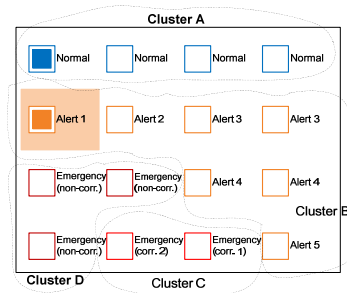 Cluster A
Normal Normal Normal Normal
Alert 1 Alert 2 Alert 3 Alert 3
Emergency Emergency
(non-corr.) (non-corr.) Alert 4 Alert 4
Cluster B
Emergency Emergency Emergency
(non-corr.) (corr. 2) (corr. 1) Alert 5
Cluster D Cluster C